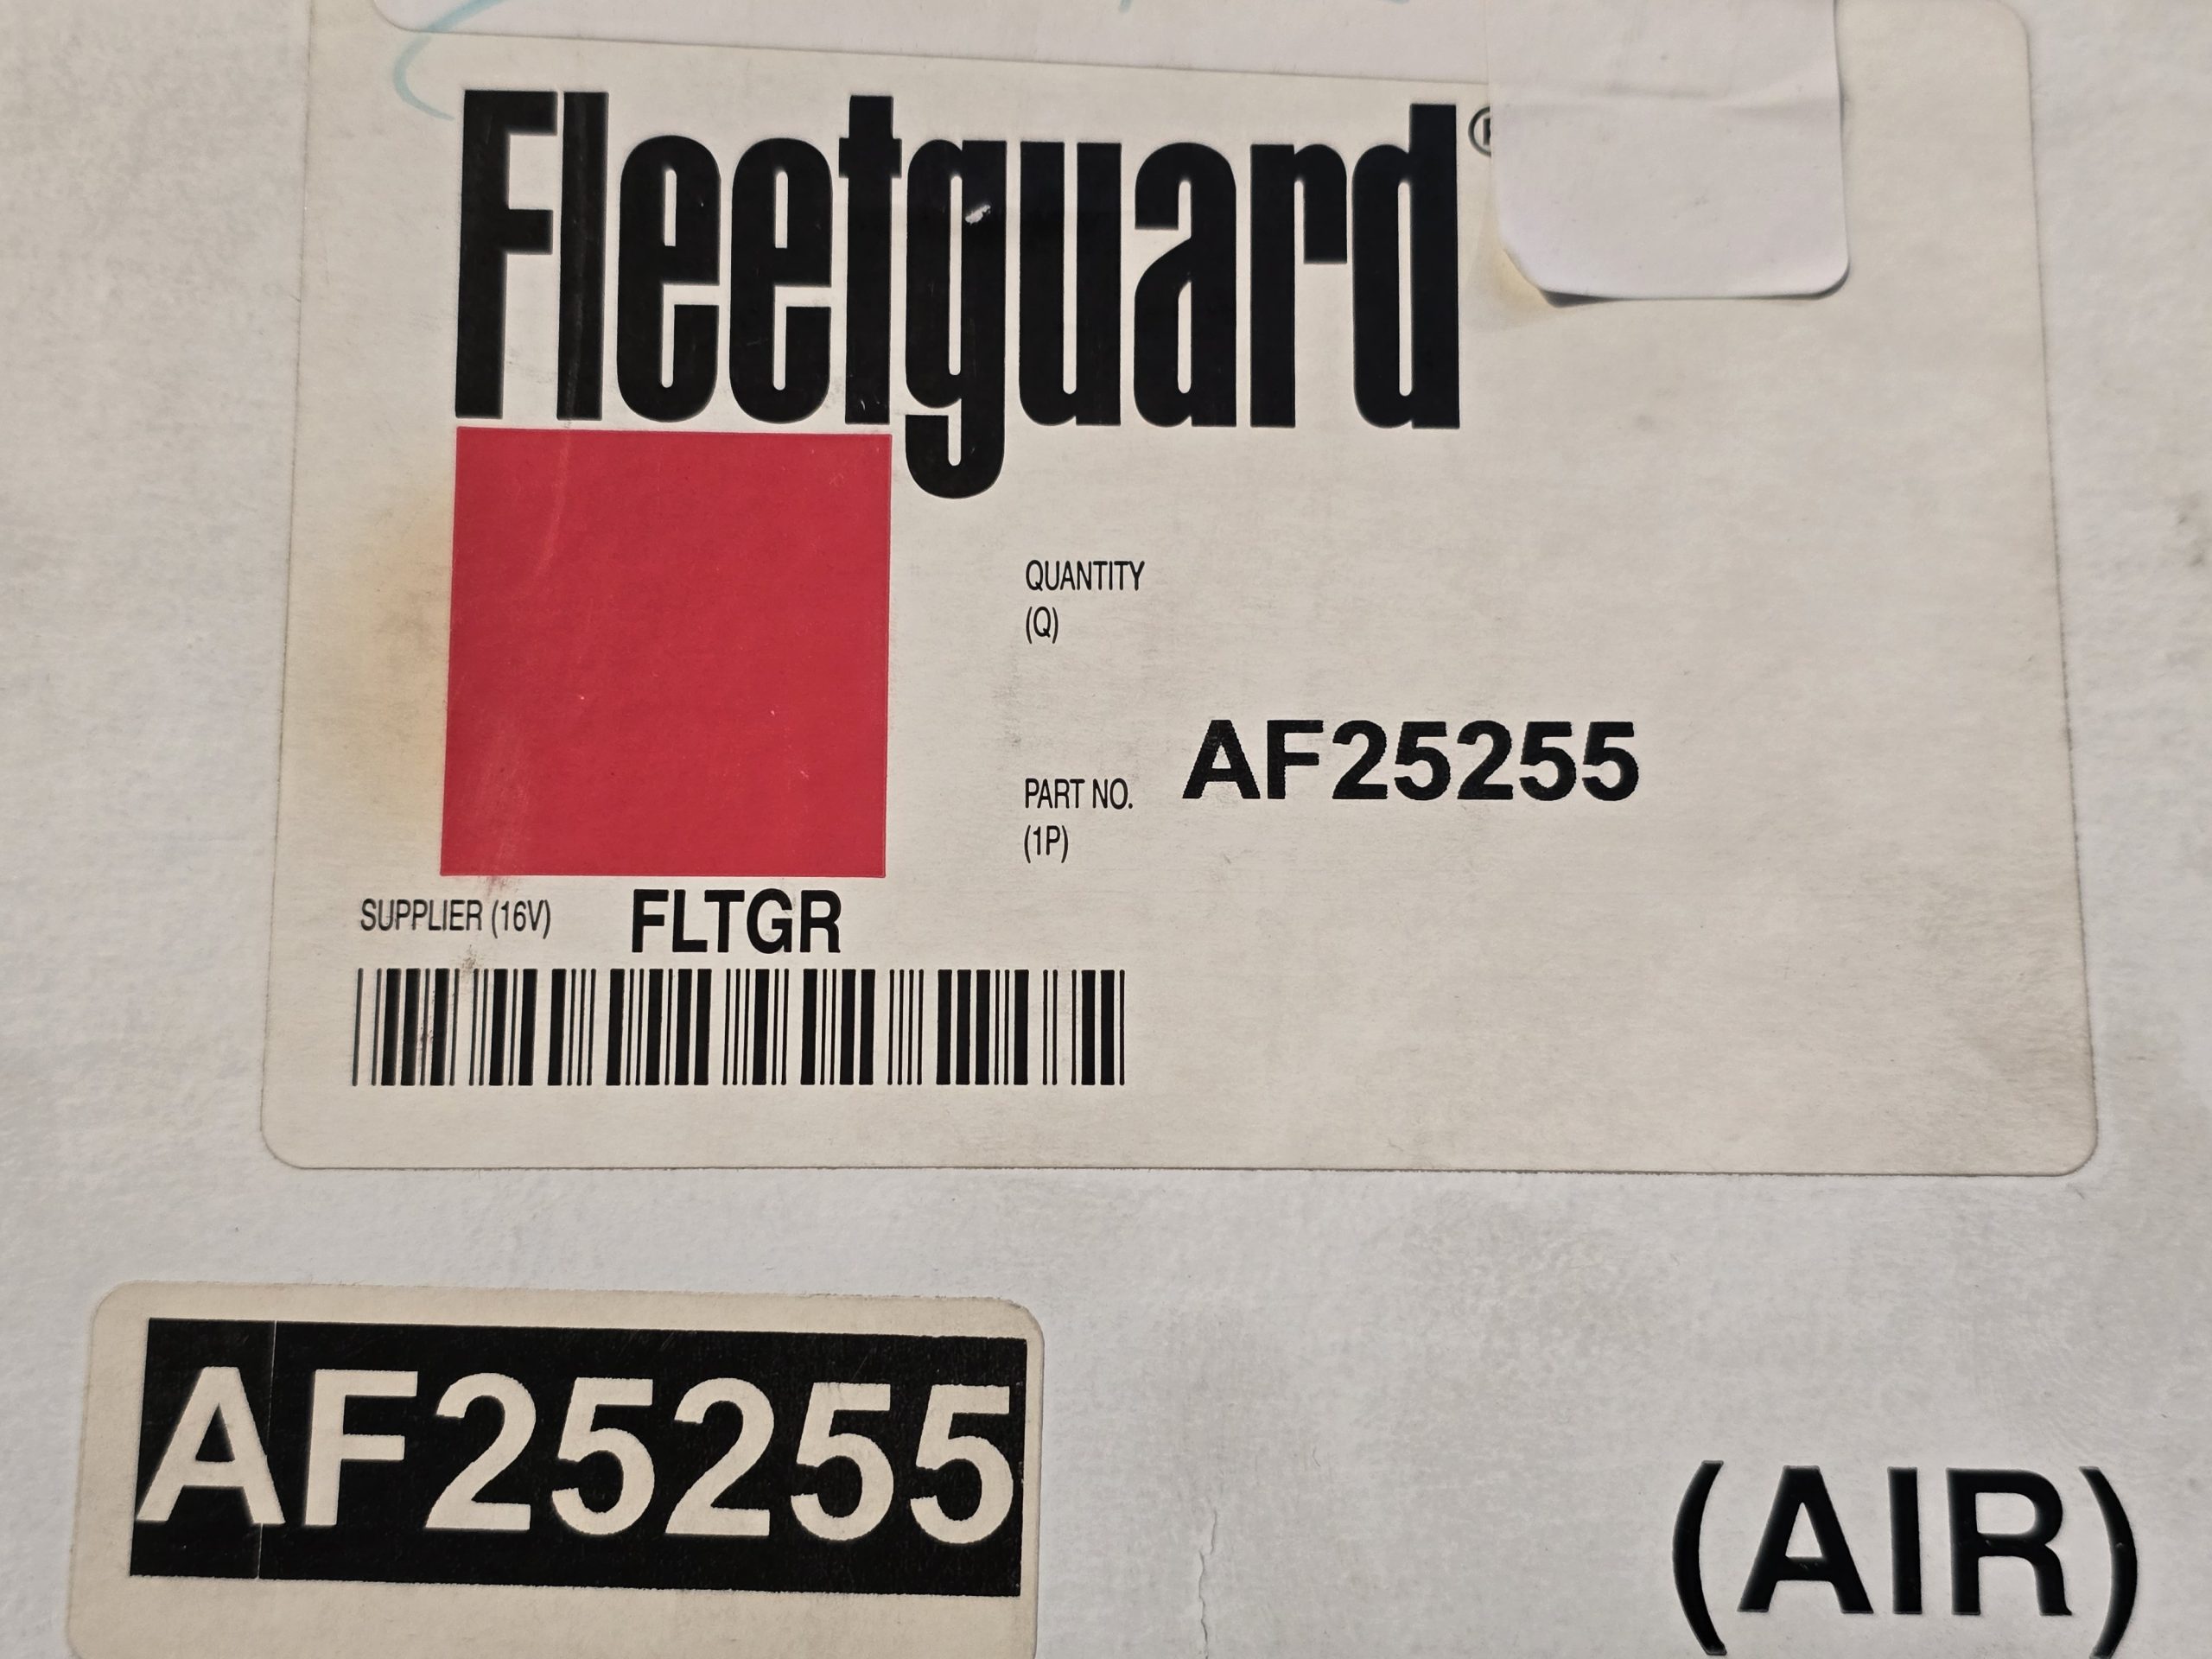 Fleetguard®
QUANTITY
(Q)
PART NO. AF25255
(1P)
SUPPLIER (16V) FLTGR
AF25255
(AIR)